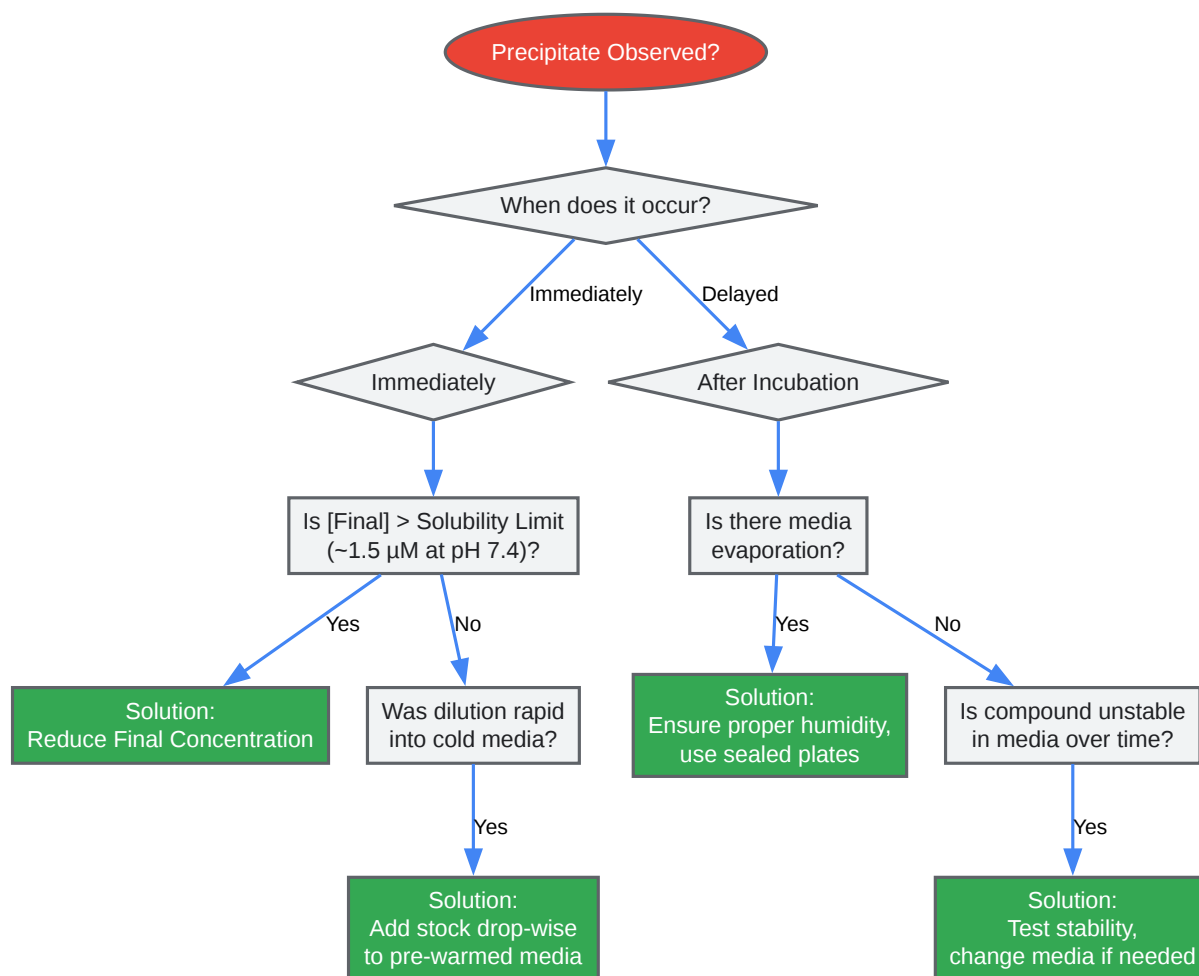 Precipitate Observed?
When does it occur?
Immediately
Delayed
Immediately
After Incubation
Is [Final] > Solubility Limit
(~1.5 µM at pH 7.4)?
Is there media
evaporation?
Yes
No
Yes
No
Solution:
Reduce Final Concentration
Was dilution rapid
into cold media?
Solution:
Ensure proper humidity,
use sealed plates
Is compound unstable
in media over time?
Yes
Yes
Solution:
Add stock drop-wise
to pre-warmed media
Solution:
Test stability,
change media if needed